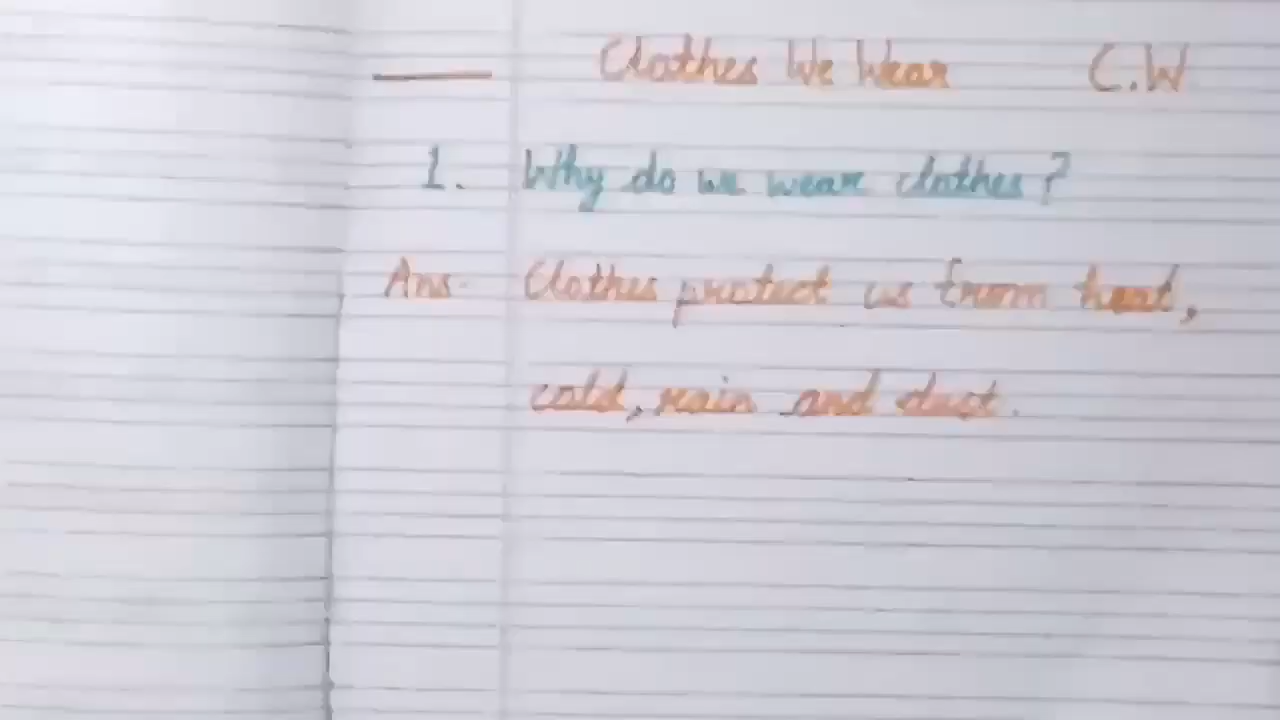 Clothes We Wear C.W
1. Why do we wear clothes?
Ans. Clothes protect us from heat,
cold, rain and dust.